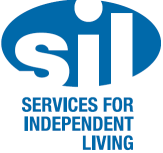 sil
SERVICES FOR
INDEPENDENT
LIVING